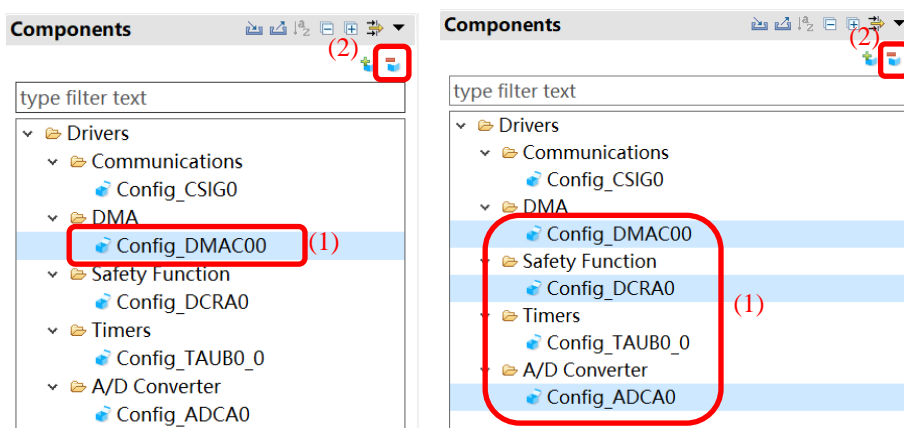 Components
(2)
type filter text
Drivers
Communications
Config_CSIG0
DMA
Config_DMAC00
(1)
Safety Function
Config_DCRA0
Timers
Config_TAUB0_0
A/D Converter
Config_ADCA0
Components
(2)
type filter text
Drivers
Communications
Config_CSIG0
DMA
Config_DMAC00
Safety Function
Config_DCRA0
(1)
Timers
Config_TAUB0_0
A/D Converter
Config_ADCA0